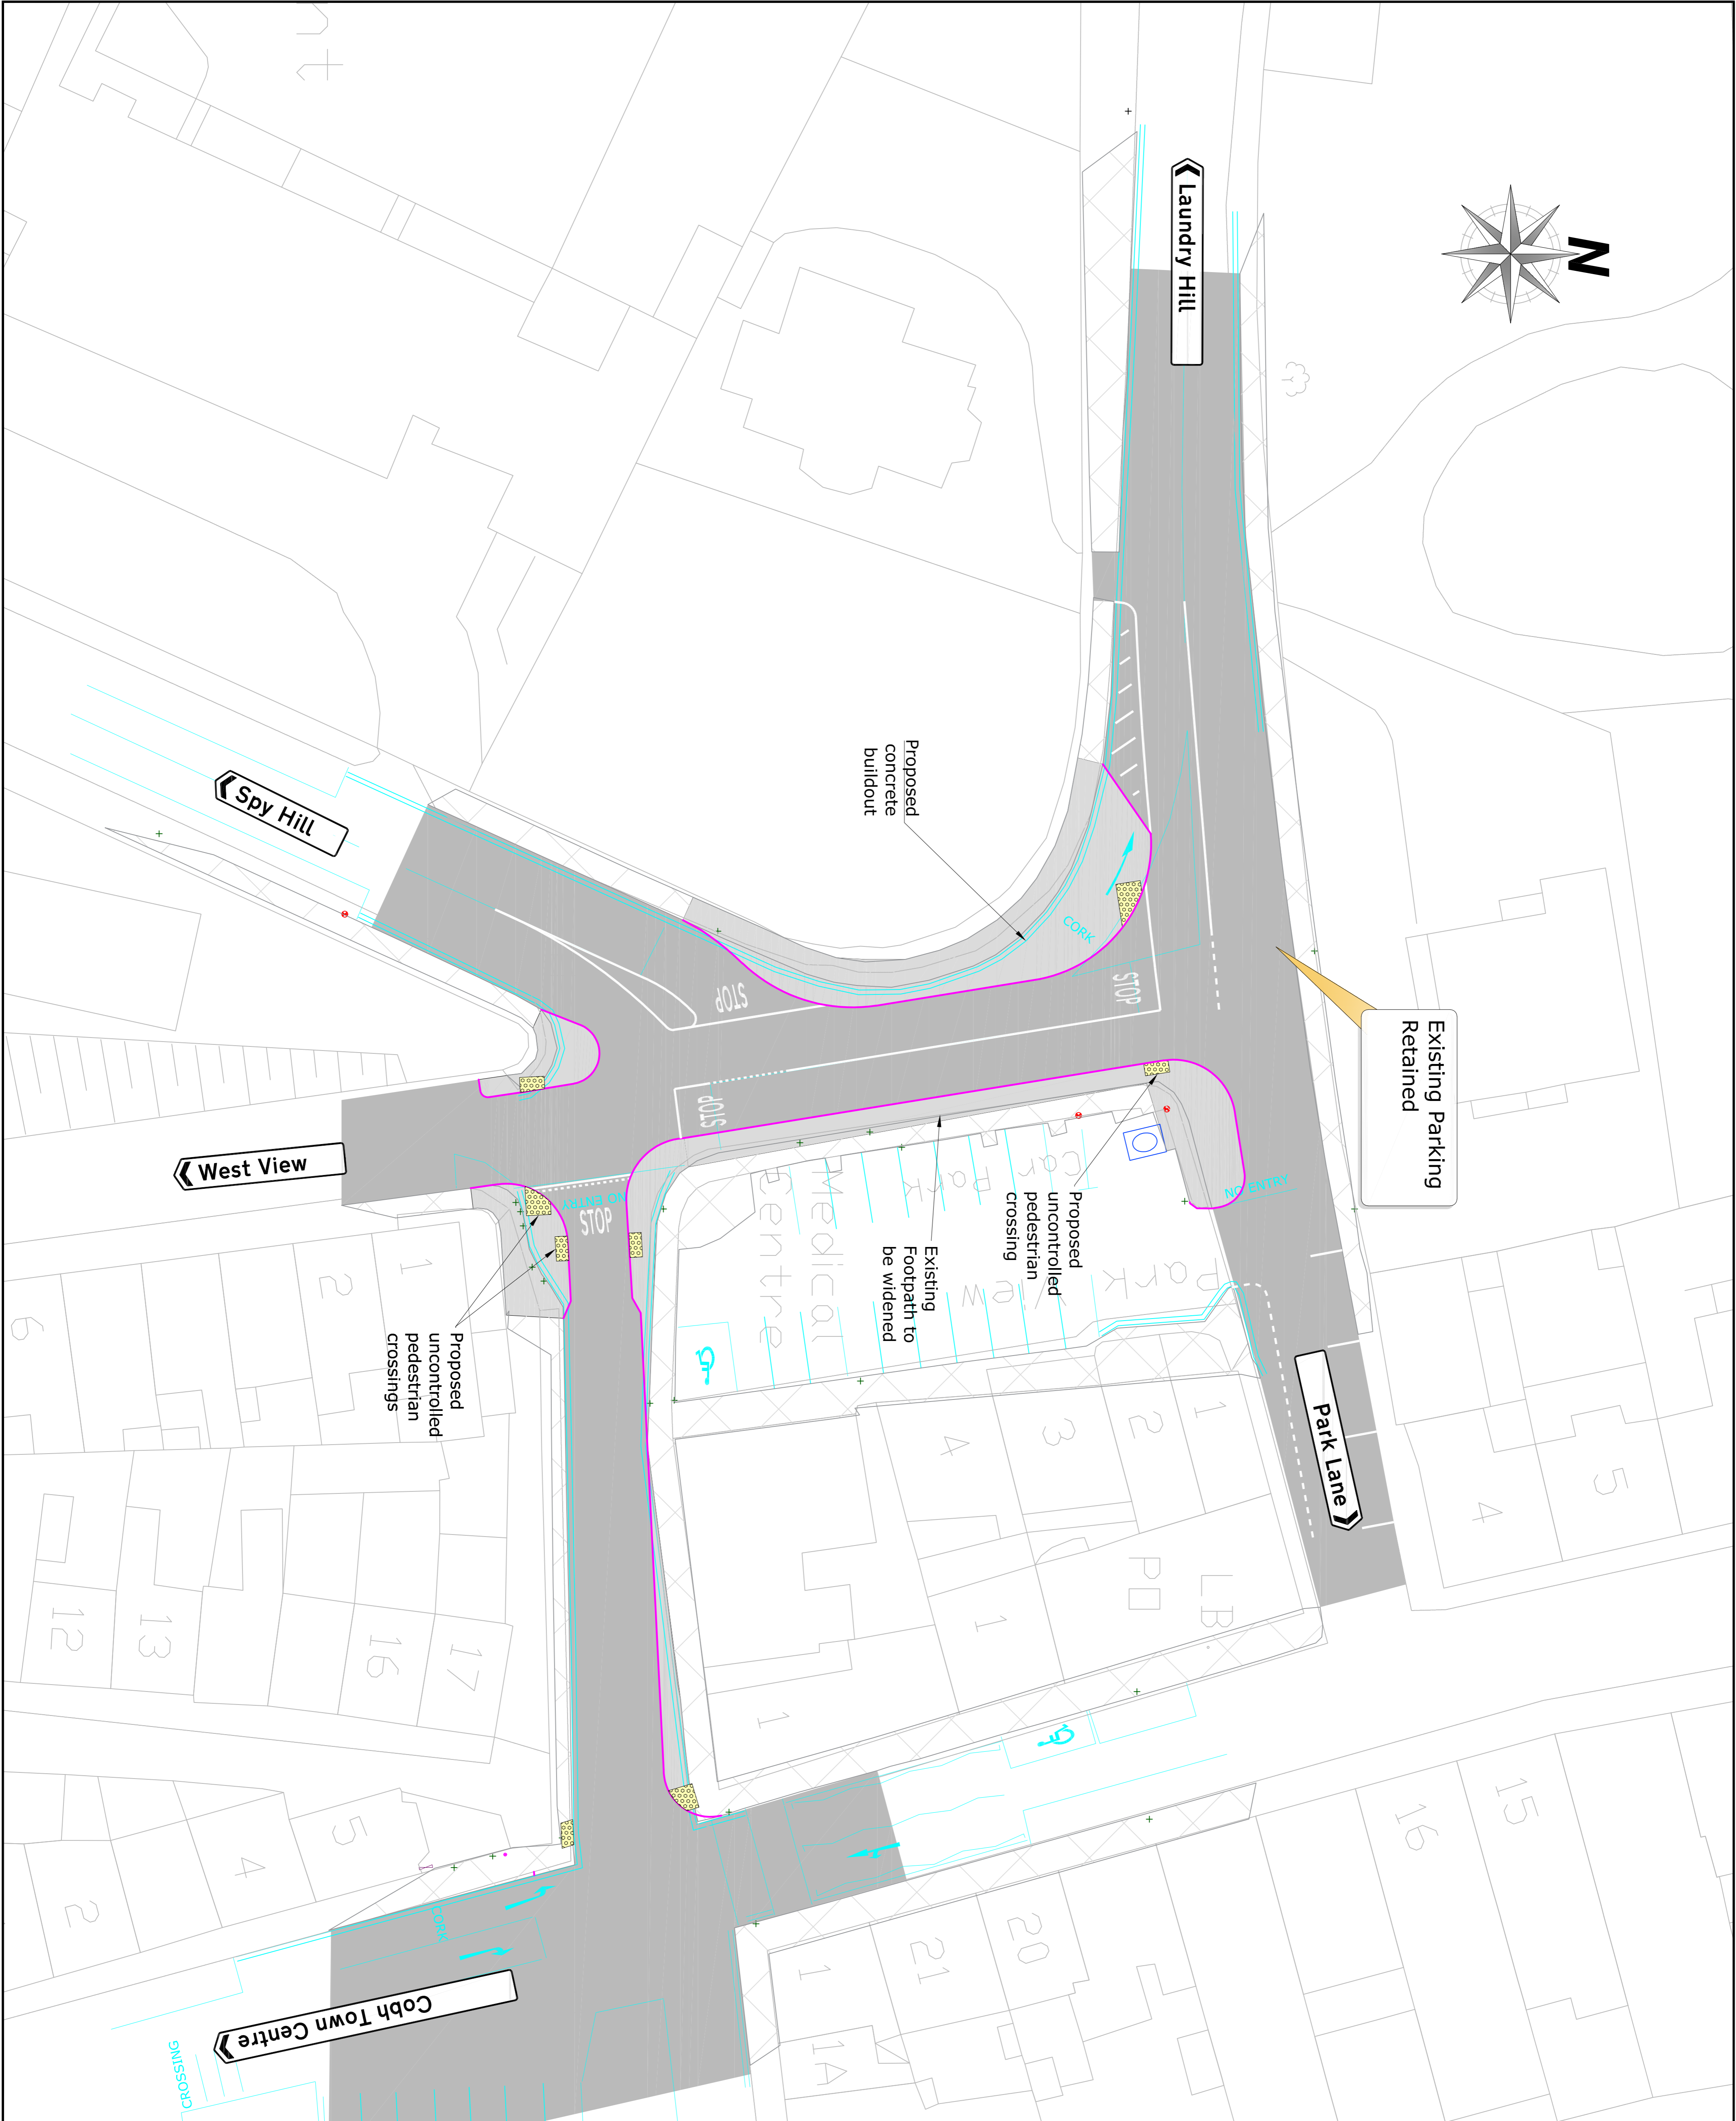 N
Laundry Hill
Existing Parking
Retained
Proposed
concrete
buildout
CORK
STOP
STOP
STOP
Spy Hill
West View
NO ENTRY
NO ENTRY
STOP
Proposed
uncontrolled
pedestrian
crossing
Existing
Footpath to
be widened
Car Park
Medical
Centre
Park Lane
Proposed
uncontrolled
pedestrian
crossings
1
2
6
1
2
3
4
5
4
PO
LB
1
1
12
13
16
17
5
4
2
15
16
20
21
1
1A
CORK
Cobh Town Centre
CROSSING